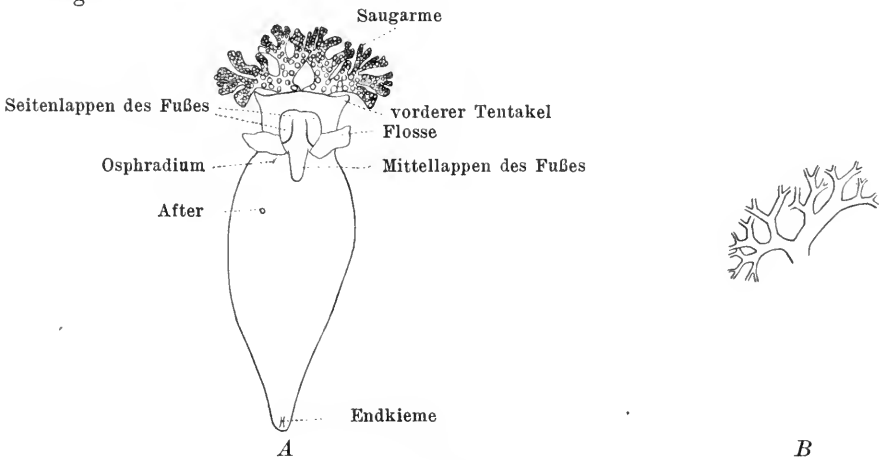 Saugarme
Seitenlappen des Fußes
vorderer Tentakel
Flosse
Osphradium
Mittellappen des Fußes
After
Endkieme
A
B